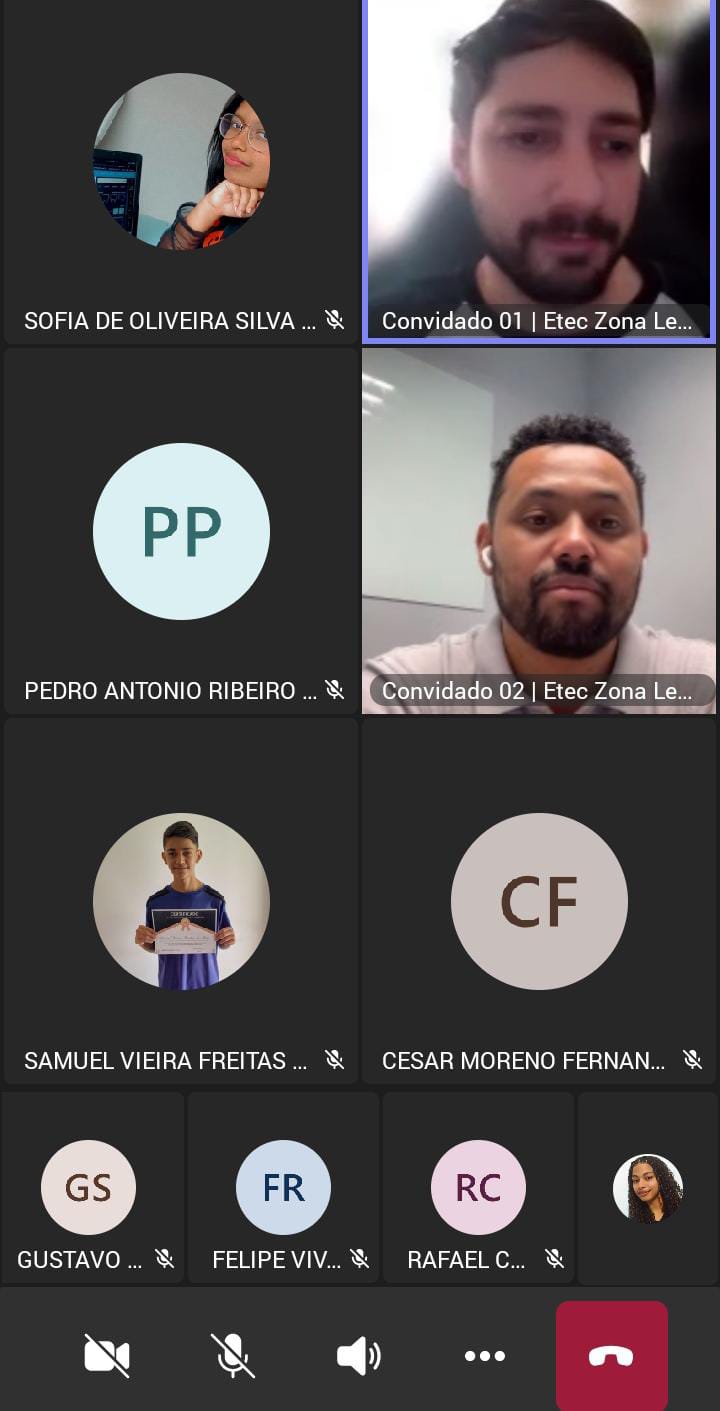 SOFIA DE OLIVEIRA SILVA ...
Convidado 01 | Etec Zona Le...
PP
PEDRO ANTONIO RIBEIRO ...
Convidado 02 | Etec Zona Le...
CERTIFICADO
SAMUEL VIEIRA FREITAS ...
CF
CESAR MORENO FERNAN...
GS
GUSTAVO ...
FR
FELIPE VIV...
RC
RAFAEL C...